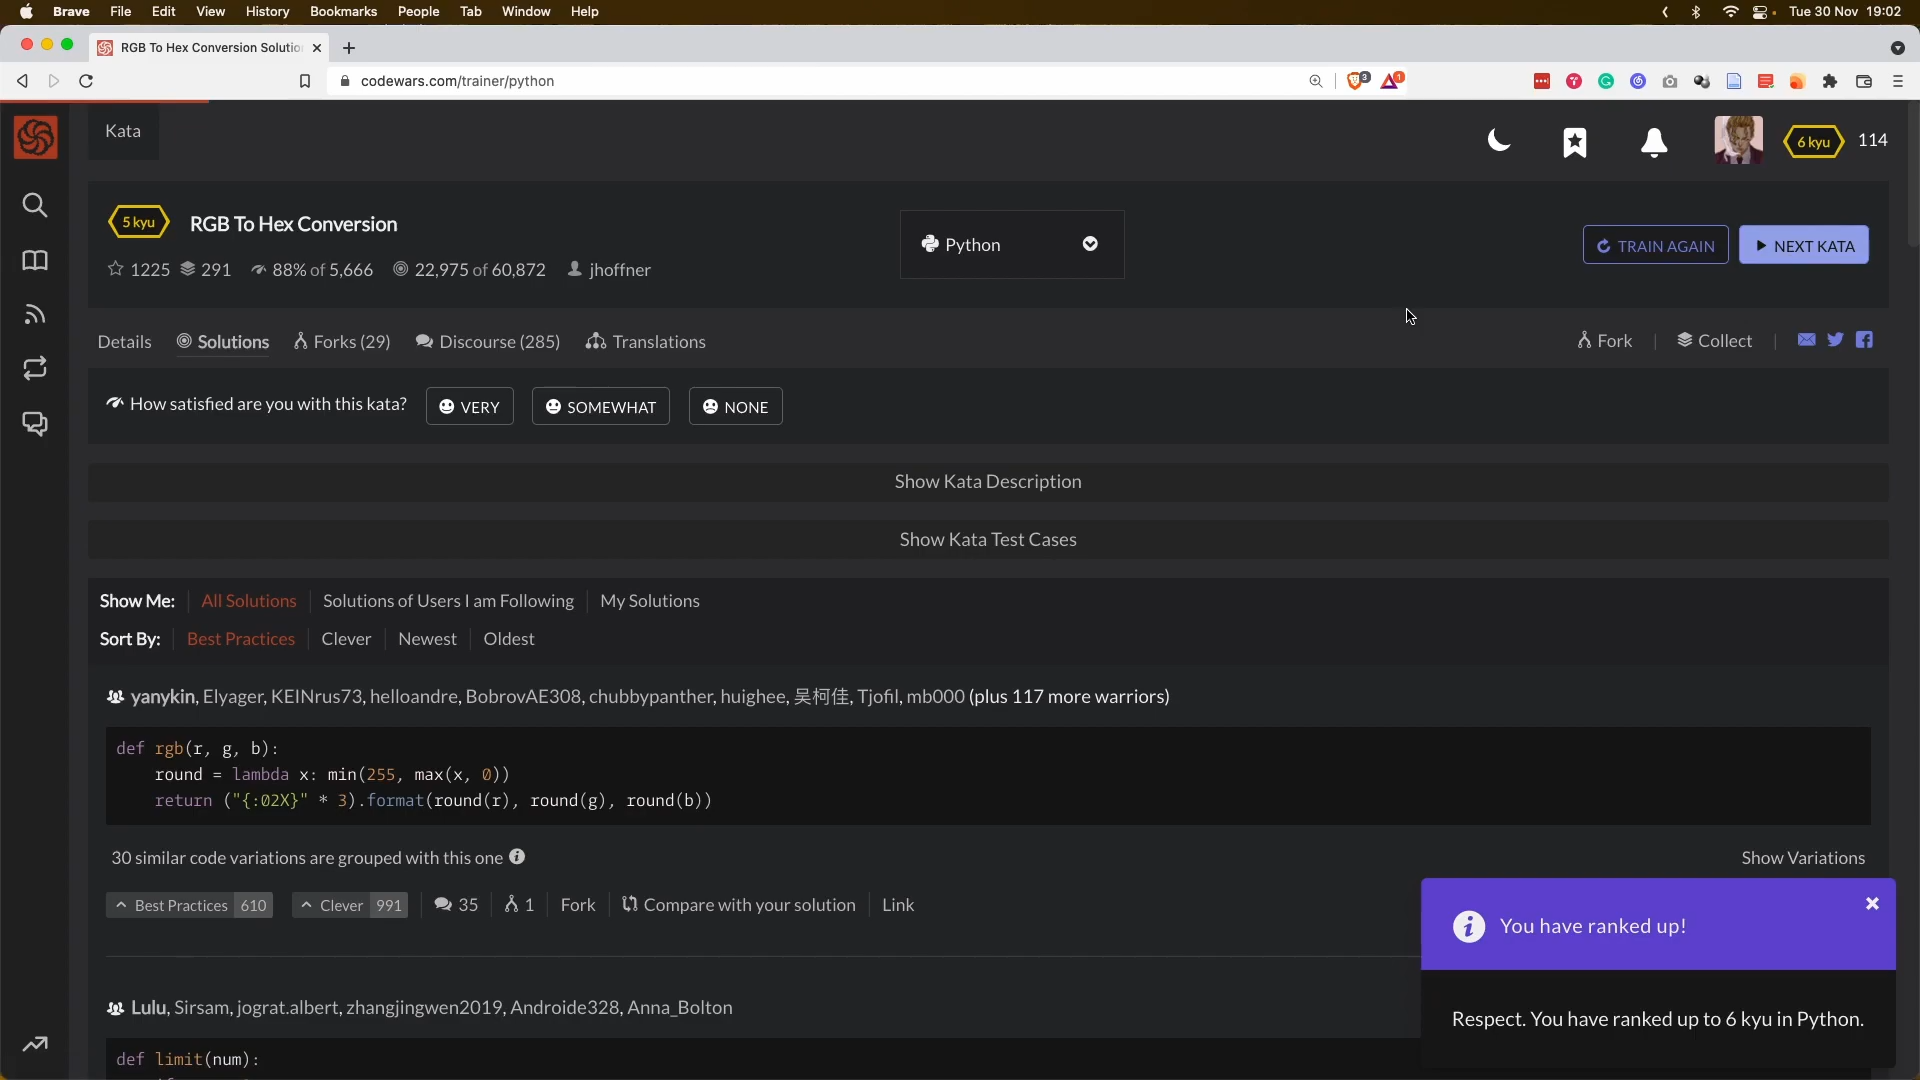 Brave File Edit View History Bookmarks People Tab Window Help Tue 30 Nov 19:02
RGB To Hex Conversion Solutio
codewars.com/trainer/python 3 1
Kata
6 kyu 114
5 kyu RGB To Hex Conversion
Python
TRAIN AGAIN NEXT KATA
1225 291 88% of 5,666 22,975 of 60,872 jhoffner
Details Solutions Forks (29) Discourse (285) Translations Fork Collect
How satisfied are you with this kata? VERY SOMEWHAT NONE
Show Kata Description
Show Kata Test Cases
Show Me: All Solutions Solutions of Users I am Following My Solutions
Sort By: Best Practices Clever Newest Oldest
yanykin, Elyager, KEINrus73, helloandre, BobrovAE308, chubbypanther, huighee, 吴柯佳, Tjofil, mb000 (plus 117 more warriors)
def rgb(r, g, b):
round = lambda x: min(255, max(x, 0))
return ("{:02X}" * 3).format(round(r), round(g), round(b))
30 similar code variations are grouped with this one Show Variations
Best Practices 610 Clever 991 35 1 Fork Compare with your solution Link
You have ranked up!
Lulu, Sirsam, jograt.albert, zhangjingwen2019, Androide328, Anna_Bolton
Respect. You have ranked up to 6 kyu in Python.
def limit(num):